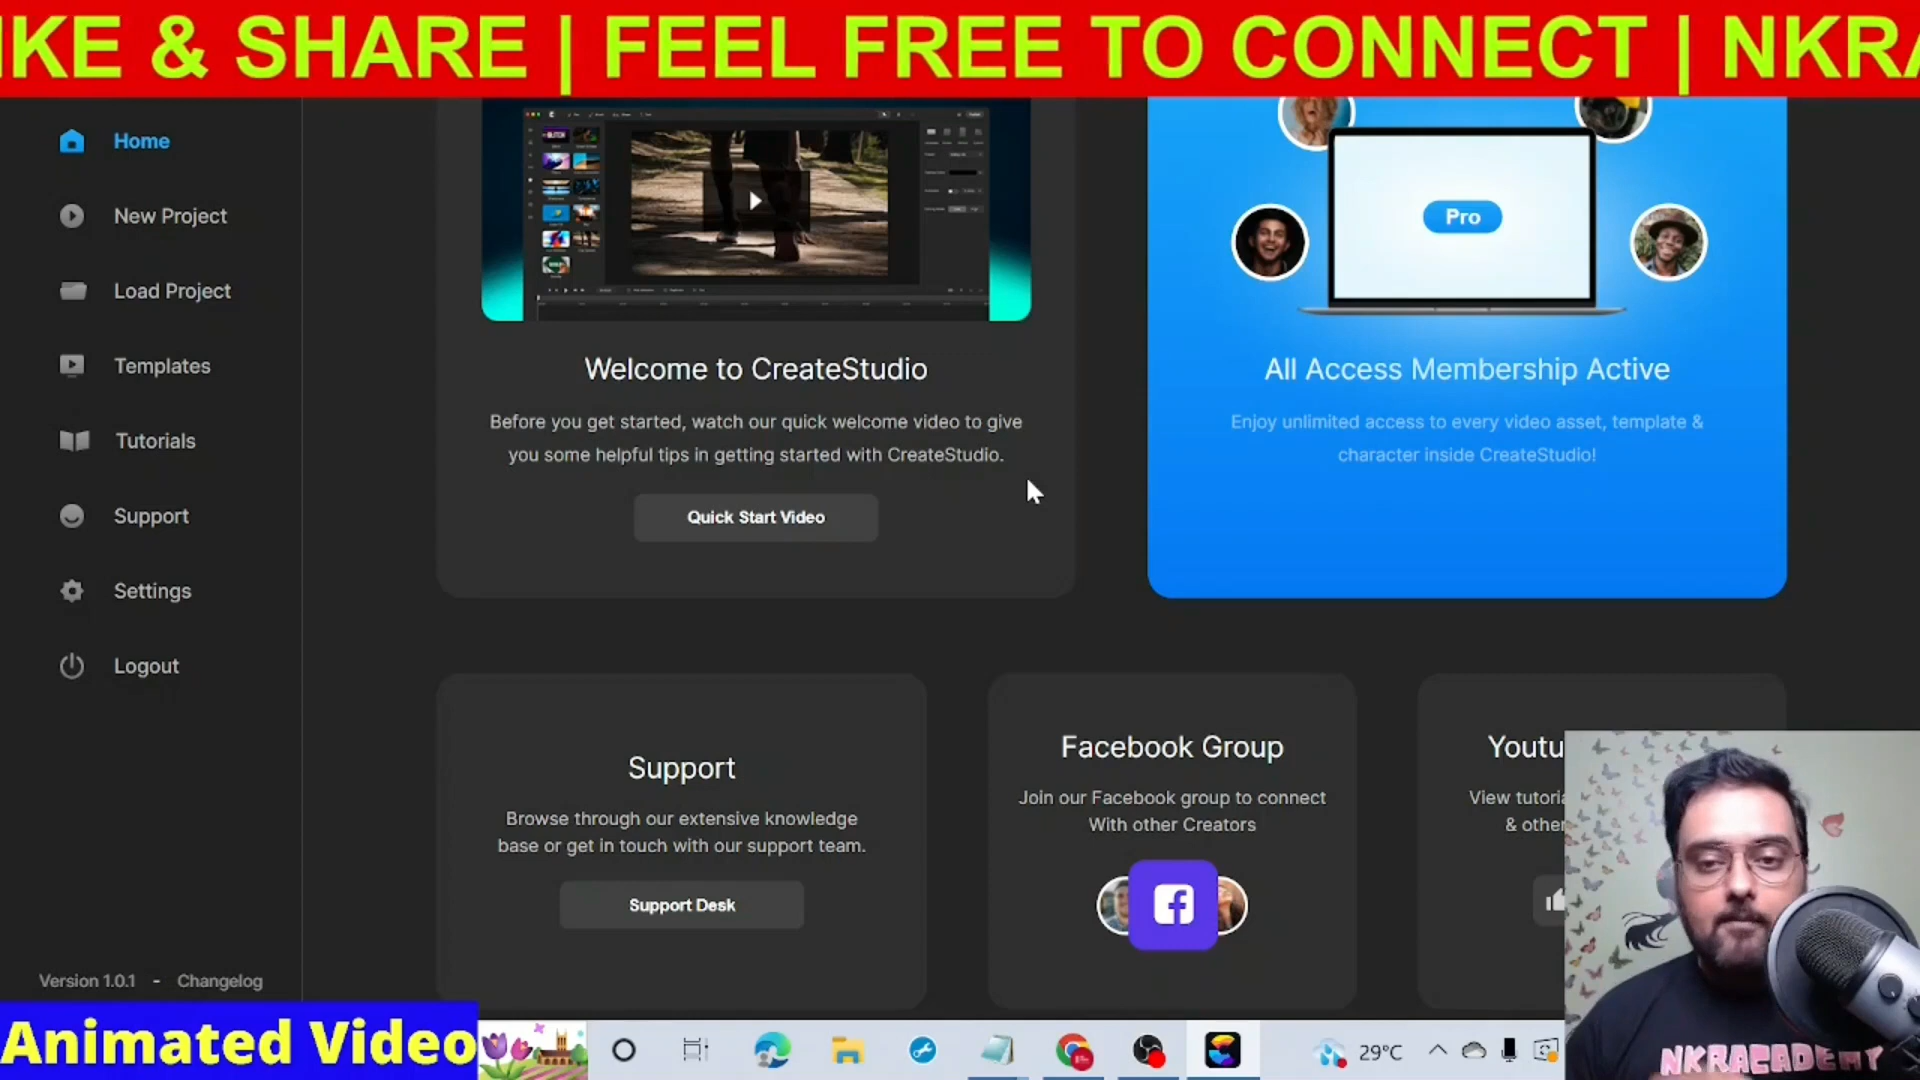 IKE & SHARE | FEEL FREE TO CONNECT | NKRA
Home
New Project
Load Project
Templates
Tutorials
Support
Settings
Logout
Version 1.0.1 - Changelog
Welcome to CreateStudio
Before you get started, watch our quick welcome video to give
you some helpful tips in getting started with CreateStudio.
Quick Start Video
Pro
All Access Membership Active
Enjoy unlimited access to every video asset, template &
character inside CreateStudio!
Support
Browse through our extensive knowledge
base or get in touch with our support team.
Support Desk
Facebook Group
Join our Facebook group to connect
With other Creators
Youtu
View tutoria
& other
NKRACADEMY
Animated Video
29°C